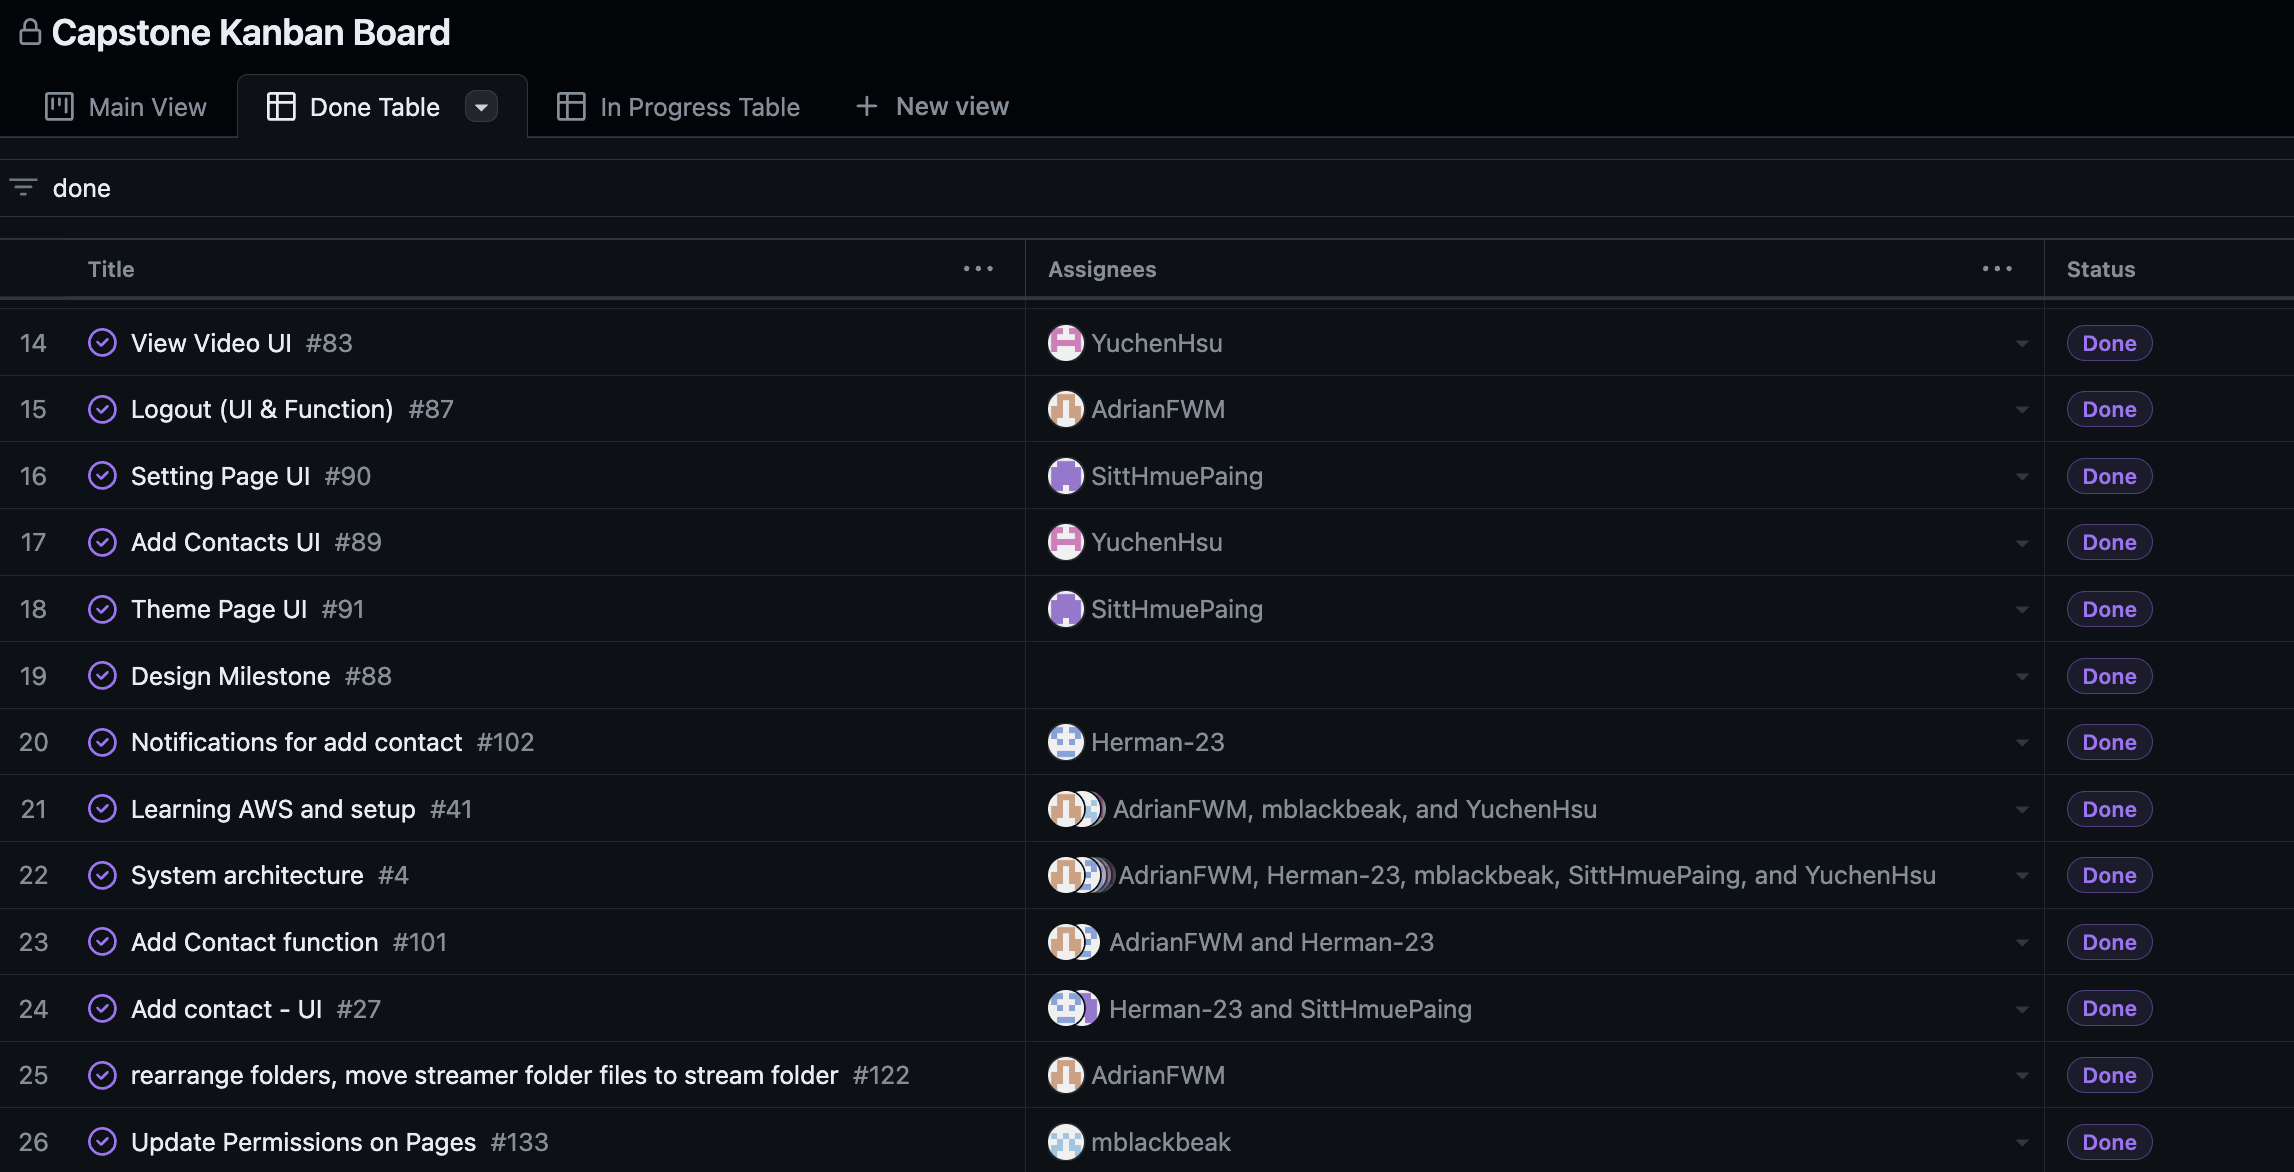 Capstone Kanban Board
Main View Done Table In Progress Table + New view
done
Title ... Assignees ... Status
14 View Video UI #83 YuchenHsu Done
15 Logout (UI & Function) #87 AdrianFWM Done
16 Setting Page UI #90 SittHmuePaing Done
17 Add Contacts UI #89 YuchenHsu Done
18 Theme Page UI #91 SittHmuePaing Done
19 Design Milestone #88 Done
20 Notifications for add contact #102 Herman-23 Done
21 Learning AWS and setup #41 AdrianFWM, mblackbeak, and YuchenHsu Done
22 System architecture #4 AdrianFWM, Herman-23, mblackbeak, SittHmuePaing, and YuchenHsu Done
23 Add Contact function #101 AdrianFWM and Herman-23 Done
24 Add contact - UI #27 Herman-23 and SittHmuePaing Done
25 rearrange folders, move streamer folder files to stream folder #122 AdrianFWM Done
26 Update Permissions on Pages #133 mblackbeak Done